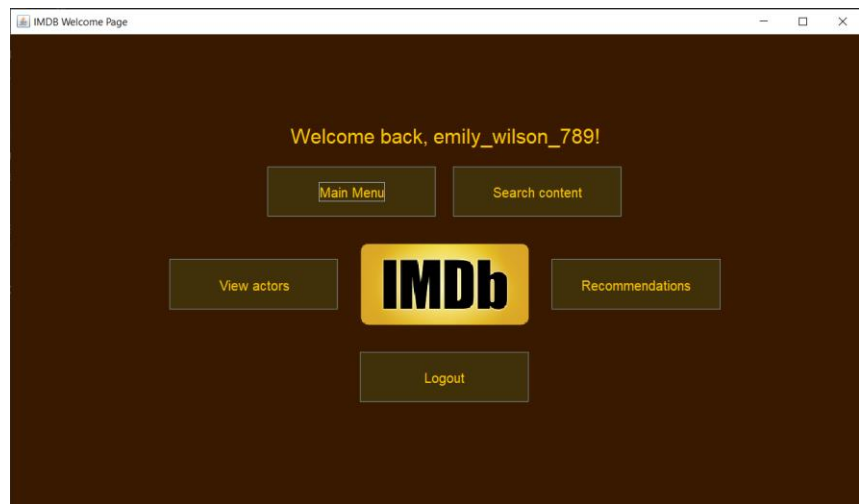 IMDB Welcome Page
Welcome back, emily_wilson_789!
Main Menu
Search content
View actors
IMDb
Recommendations
Logout